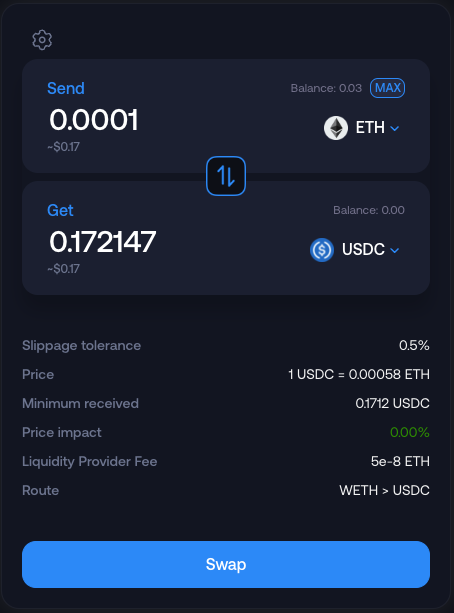 Send
Balance: 0.03 MAX
0.0001
ETH
~$0.17
Get
Balance: 0.00
0.172147
USDC
~$0.17
Slippage tolerance 0.5%
Price 1 USDC = 0.00058 ETH
Minimum received 0.1712 USDC
Price impact 0.00%
Liquidity Provider Fee 5e-8 ETH
Route WETH > USDC
Swap